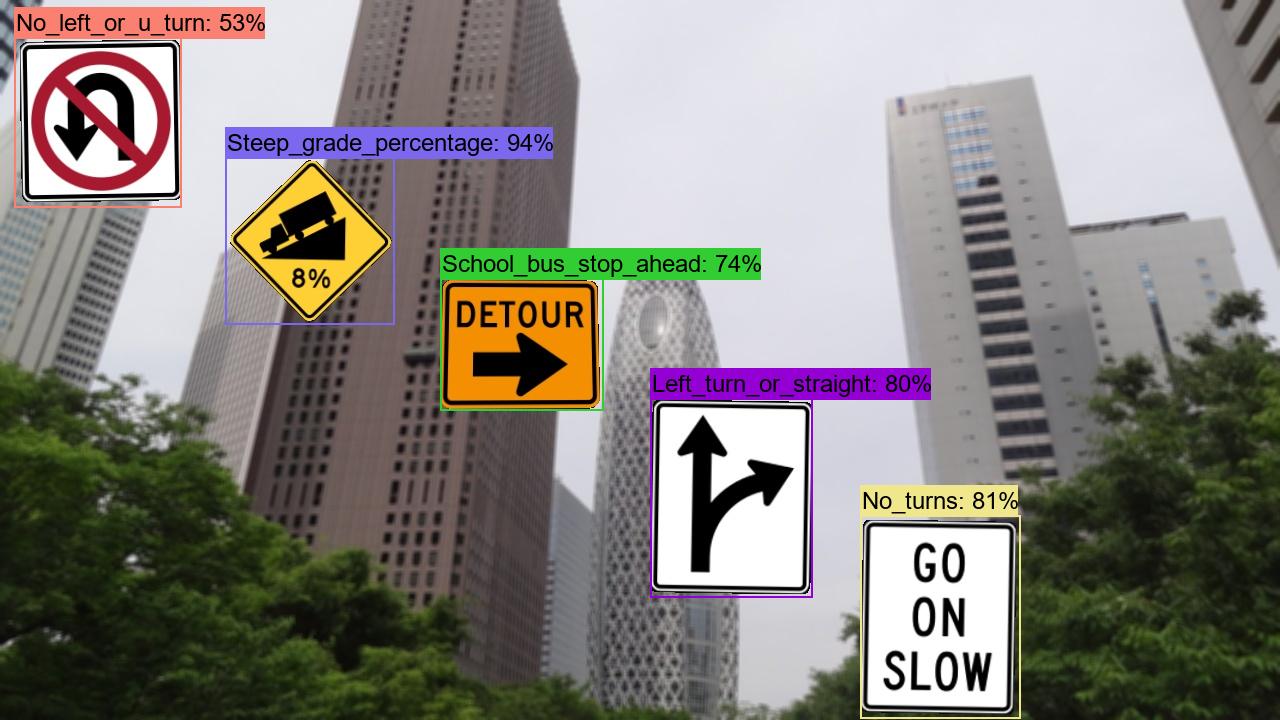 No_left_or_u_turn: 53%
Steep_grade_percentage: 94%
8%
School_bus_stop_ahead: 74%
DETOUR
Left_turn_or_straight: 80%
No_turns: 81%
GO
ON
SLOW